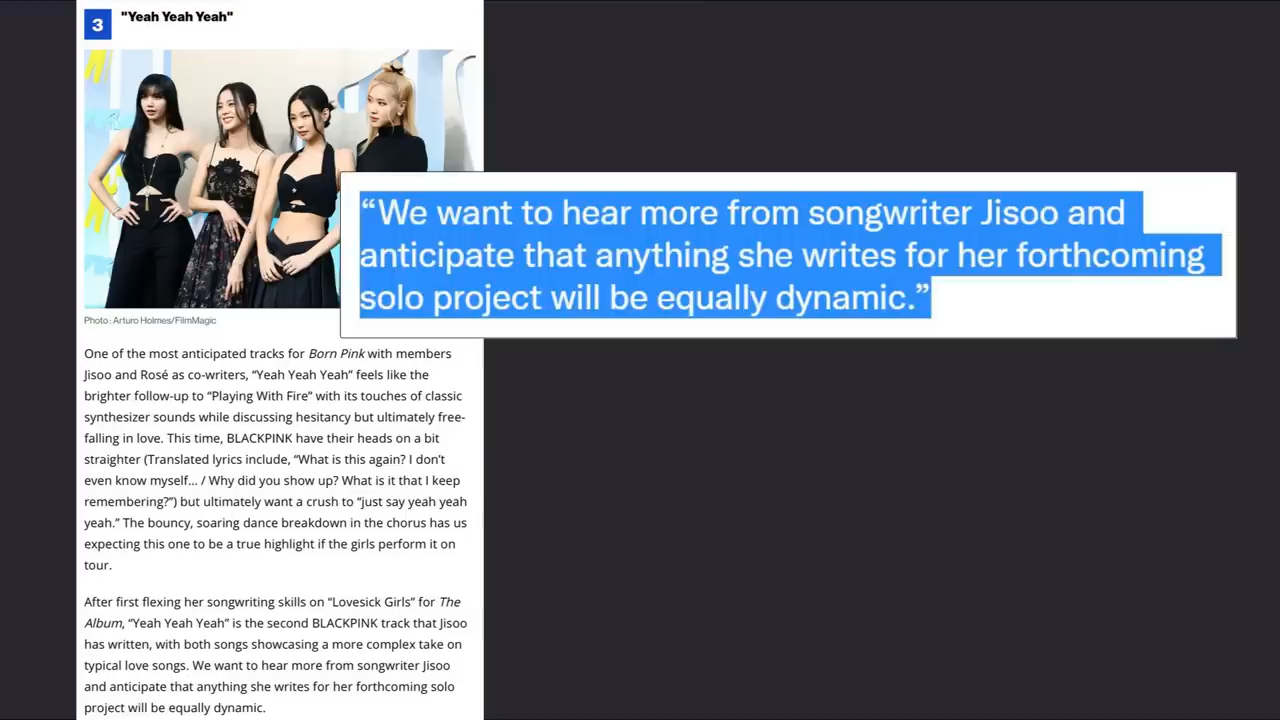 3 "Yeah Yeah Yeah"
Photo: Arturo Holmes/FilmMagic
“We want to hear more from songwriter Jisoo and
anticipate that anything she writes for her forthcoming
solo project will be equally dynamic.”
One of the most anticipated tracks for Born Pink with members
Jisoo and Rosé as co-writers, “Yeah Yeah Yeah” feels like the
brighter follow-up to “Playing With Fire” with its touches of classic
synthesizer sounds while discussing hesitancy but ultimately free-
falling in love. This time, BLACKPINK have their heads on a bit
straighter (Translated lyrics include, “What is this again? I don’t
even know myself... / Why did you show up? What is it that I keep
remembering?”) but ultimately want a crush to “just say yeah yeah
yeah.” The bouncy, soaring dance breakdown in the chorus has us
expecting this one to be a true highlight if the girls perform it on
tour.
After first flexing her songwriting skills on “Lovesick Girls” for The
Album, “Yeah Yeah Yeah” is the second BLACKPINK track that Jisoo
has written, with both songs showcasing a more complex take on
typical love songs. We want to hear more from songwriter Jisoo
and anticipate that anything she writes for her forthcoming solo
project will be equally dynamic.